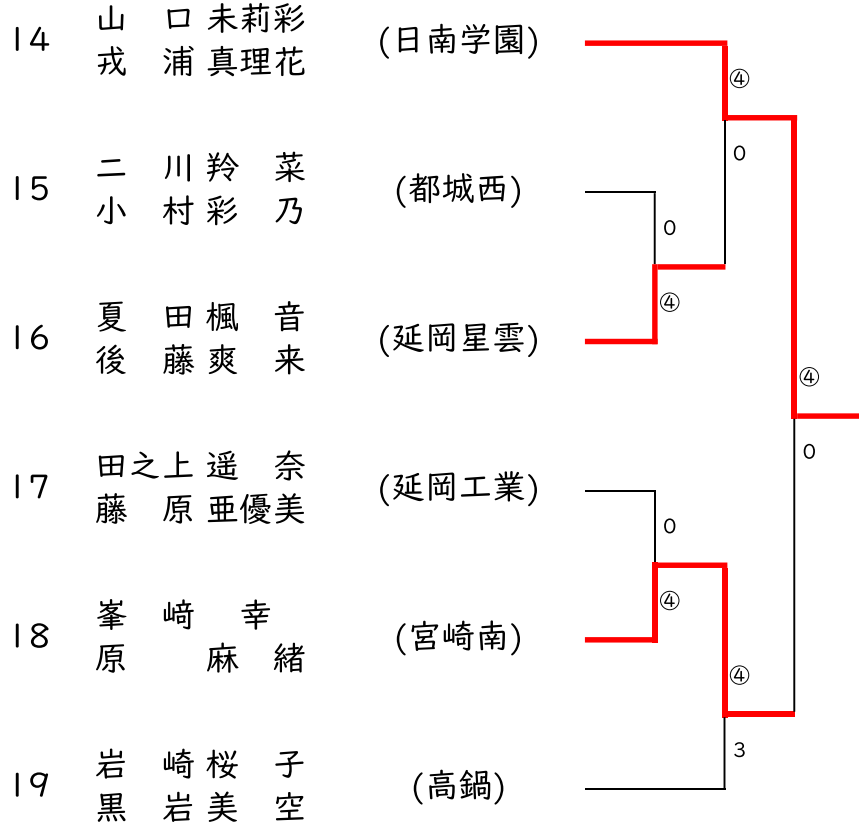 山 口 未莉彩
14 (日南学園)
戎 浦 真理花
④
0
二 川 羚 菜
15 (都城西)
小 村 彩 乃
0
④
夏 田 楓 音
16 (延岡星雲)
後 藤 爽 来
④
0
田之上 遥 奈
17 (延岡工業)
藤 原 亜優美
0
④
峯 﨑 幸
18 (宮崎南)
原 麻 緒
④
3
岩 崎 桜 子
19 (高鍋)
黒 岩 美 空